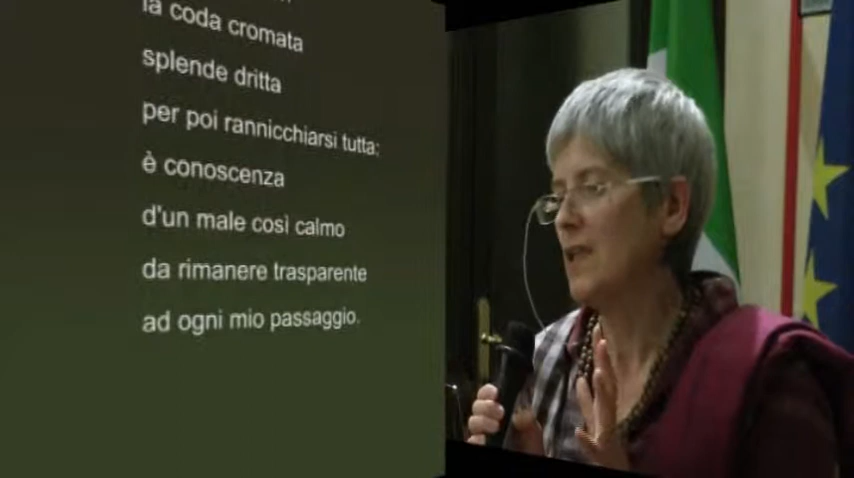 la coda cromata
splende dritta
per poi rannicchiarsi tutta:
è conoscenza
d'un male così calmo
da rimanere trasparente
ad ogni mio passaggio.